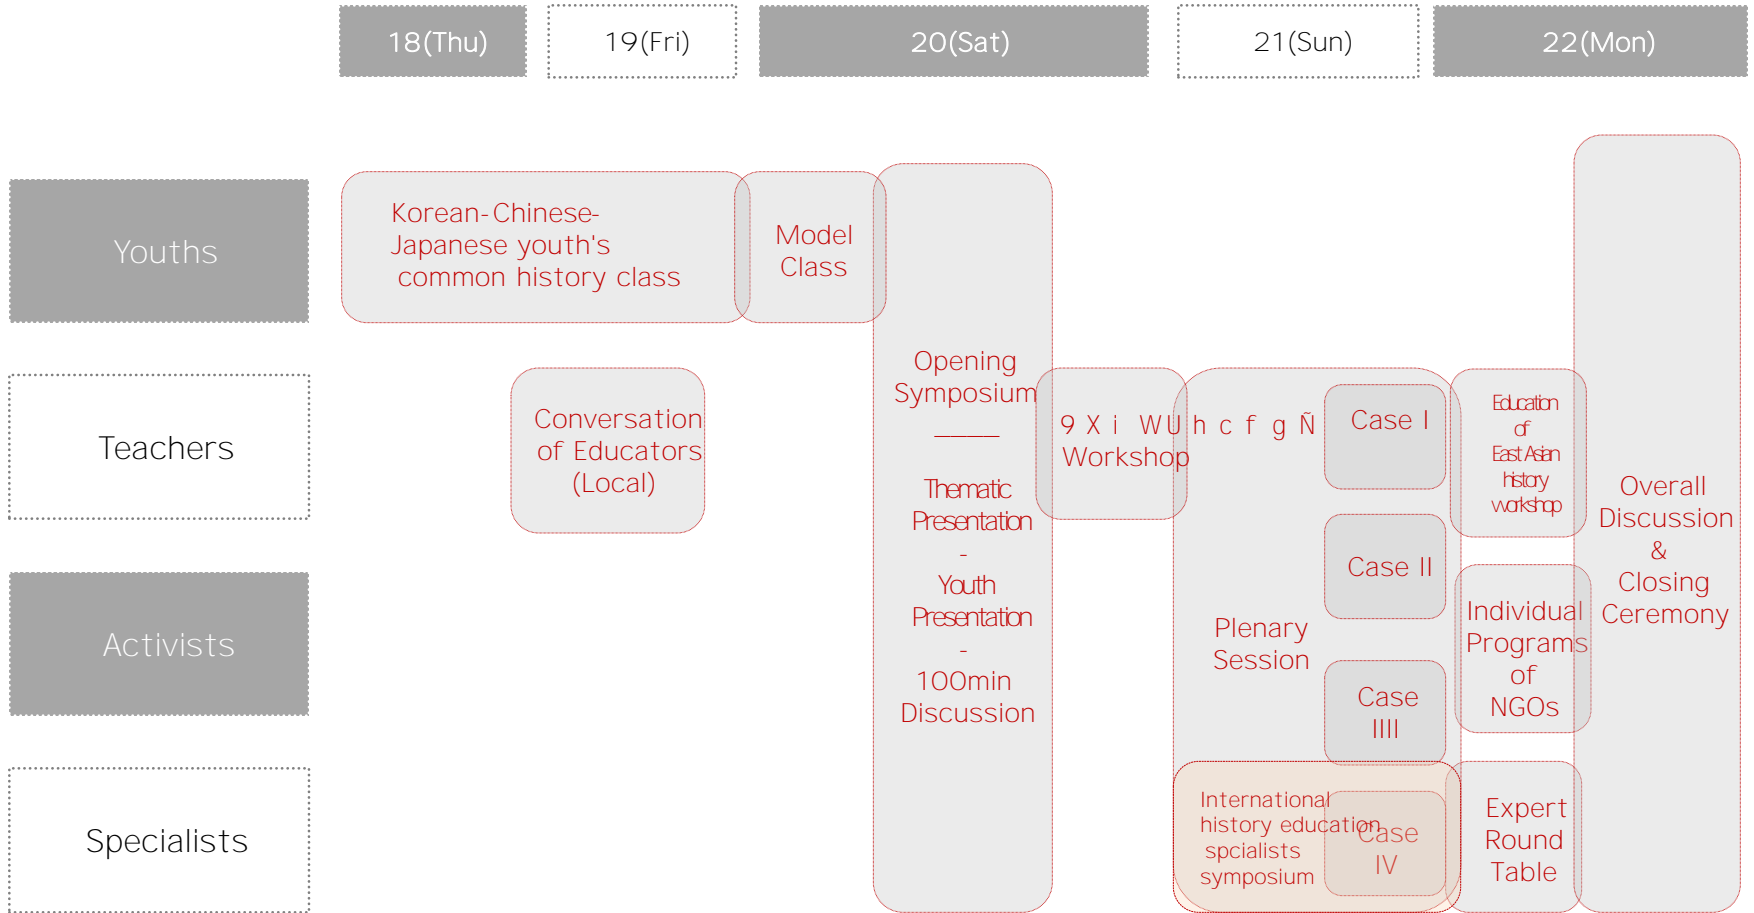 18(Thu)
19(Fri)
20(Sat)
21(Sun)
22(Mon)
Youths
Korean-Chinese-
Japanese youth's
common history class
Model
Class
Teachers
Conversation
of Educators
(Local)
Opening
Symposium
Thematic
Presentation
-
Youth
Presentation
-
100min
Discussion
9 X i WU h c f g Ñ
Workshop
Plenary
Session
Case I
Case II
Case
IIII
Education
of
East Asian
history
workshop
Activists
Individual
Programs
of
NGOs
Specialists
International
history education
spcialists
symposium
Case
IV
Expert
Round
Table
Overall
Discussion
&
Closing
Ceremony